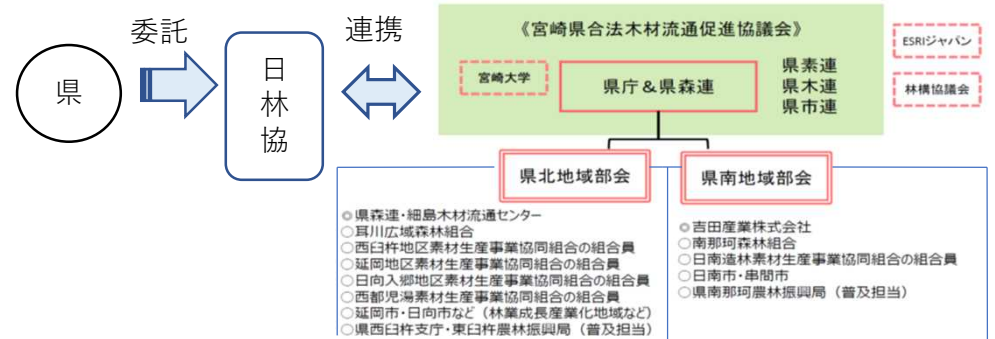 県
委託
日林協
連携
《宮崎県合法木材流通促進協議会》
宮崎大学
県庁＆県森連
県素連
県木連
県市連
ESRIジャパン
林構協議会
県北地域部会
◎県森連・細島木材流通センター
○耳川広域森林組合
○西臼杵地区素材生産事業協同組合の組合員
○延岡地区素材生産事業協同組合の組合員
○日向入郷地区素材生産事業協同組合の組合員
○西都児湯素材生産事業協同組合の組合員
○延岡市・日向市など（林業成長産業化地域など）
○県西臼杵支庁・東臼杵農林振興局（普及担当）
県南地域部会
◎吉田産業株式会社
○南那珂森林組合
○日南造林素材生産事業協同組合の組合員
○日南市・串間市
○県南那珂農林振興局（普及担当）